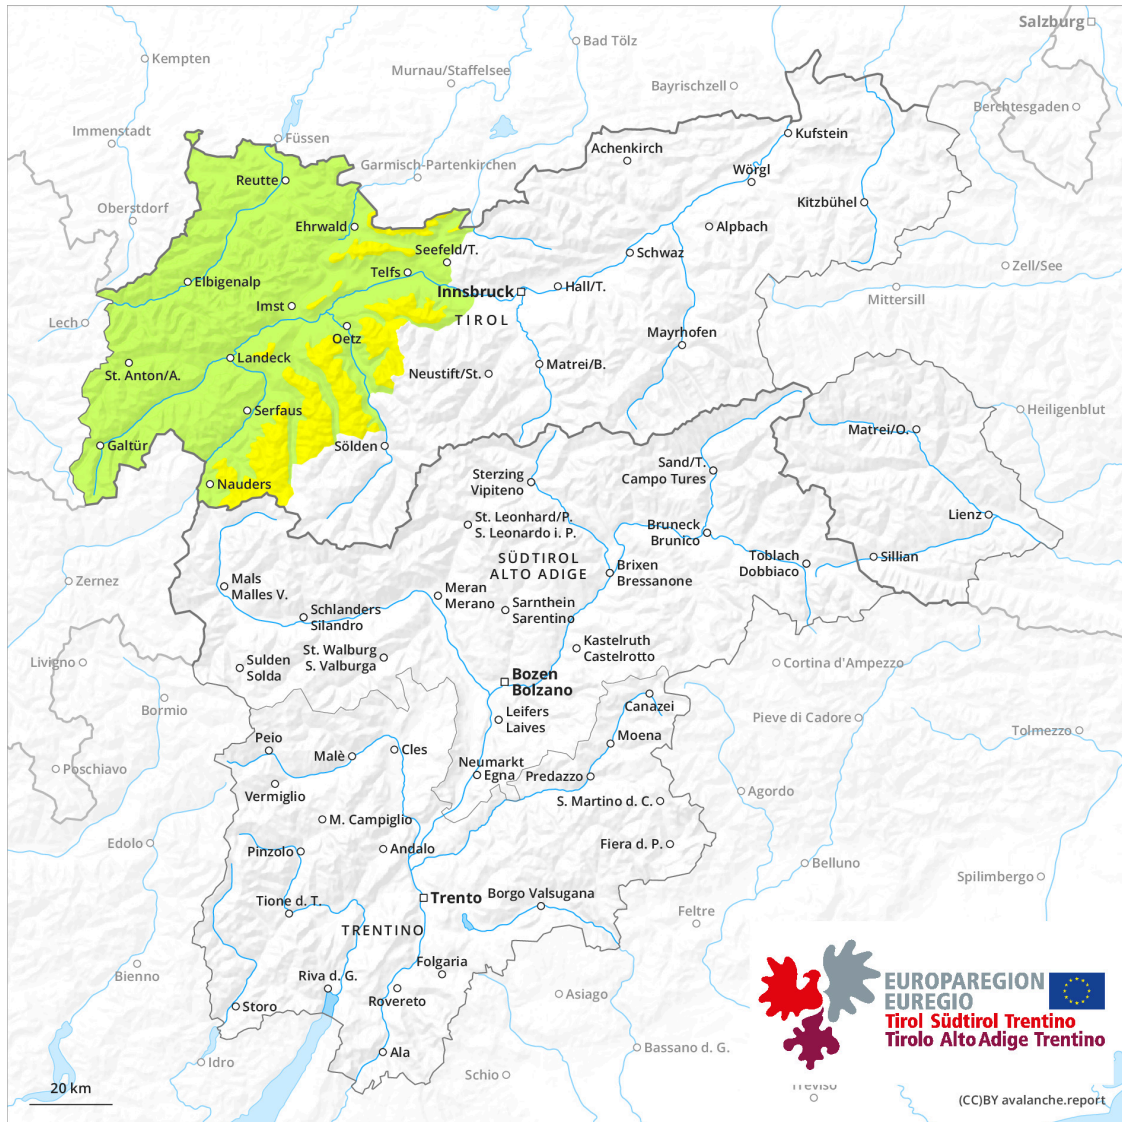 Salzburg
Bad Tölz
Kempten
Murnau/Staffelsee
Bayrischzell
Berchtesgaden
Immenstadt
Füssen
Kufstein
Achenkirch
Garmisch-Partenkirchen
Wörgl
Reutte
Kitzbühel
Oberstdorf
Ehrwald
Alpbach
Seefeld/T.
Schwaz
Zell/See
Telfs
Elbigenalp
Hall/T.
Innsbruck
Mittersill
Imst
TIROL
Lech
Mayrhofen
Oetz
Landeck
Matrei/B.
St. Anton/A.
Neustift/St.
Serfaus
Heiligenblut
Matrei/O.
Galtür
Sölden
Sand/T.
Campo Tures
Sterzing
Vipiteno
Nauders
Lienz
St. Leonhard/P.
S. Leonardo i. P.
Bruneck
Brunico
SÜDTIROL
ALTO ADIGE
Toblach
Dobbiaco
Sillian
Brixen
Bressanone
Zernez
Mals
Malles V.
Meran
Merano
Sarnthein
Sarentino
Schlanders
Silandro
Kastelruth
Castelrotto
St. Walburg
S. Valburga
Livigno
Sulden
Solda
Cortina d'Ampezzo
Bozen
Bolzano
Bormio
Canazei
Leifers
Laives
Pieve di Cadore
Tolmezzo
Peio
Moena
Malè
Cles
Poschiavo
Neumarkt
Egna
Predazzo
Vermiglio
Agordo
S. Martino d. C.
M. Campiglio
Edolo
Pinzolo
Andalo
Fiera d. P.
Belluno
Spilimbergo
Trento
Borgo Valsugana
Tione d. T.
Feltre
TRENTINO
Folgaria
Bienno
Riva d. G.
Rovereto
Asiago
Storo
EUROPAREGION
EUREGIO
Tirol Südtirol Trentino
Tirolo Alto Adige Trentino
Ala
Bassano d. G.
Idro
Schio
Treviso
20 km
(CC)BY avalanche.report